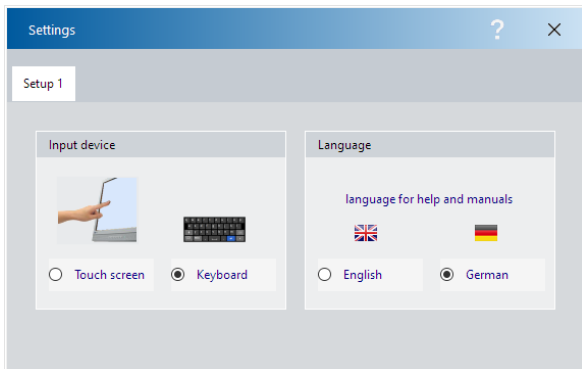 Settings
?
Setup 1
Input device
Language
language for help and manuals
Touch screen
Keyboard
English
German